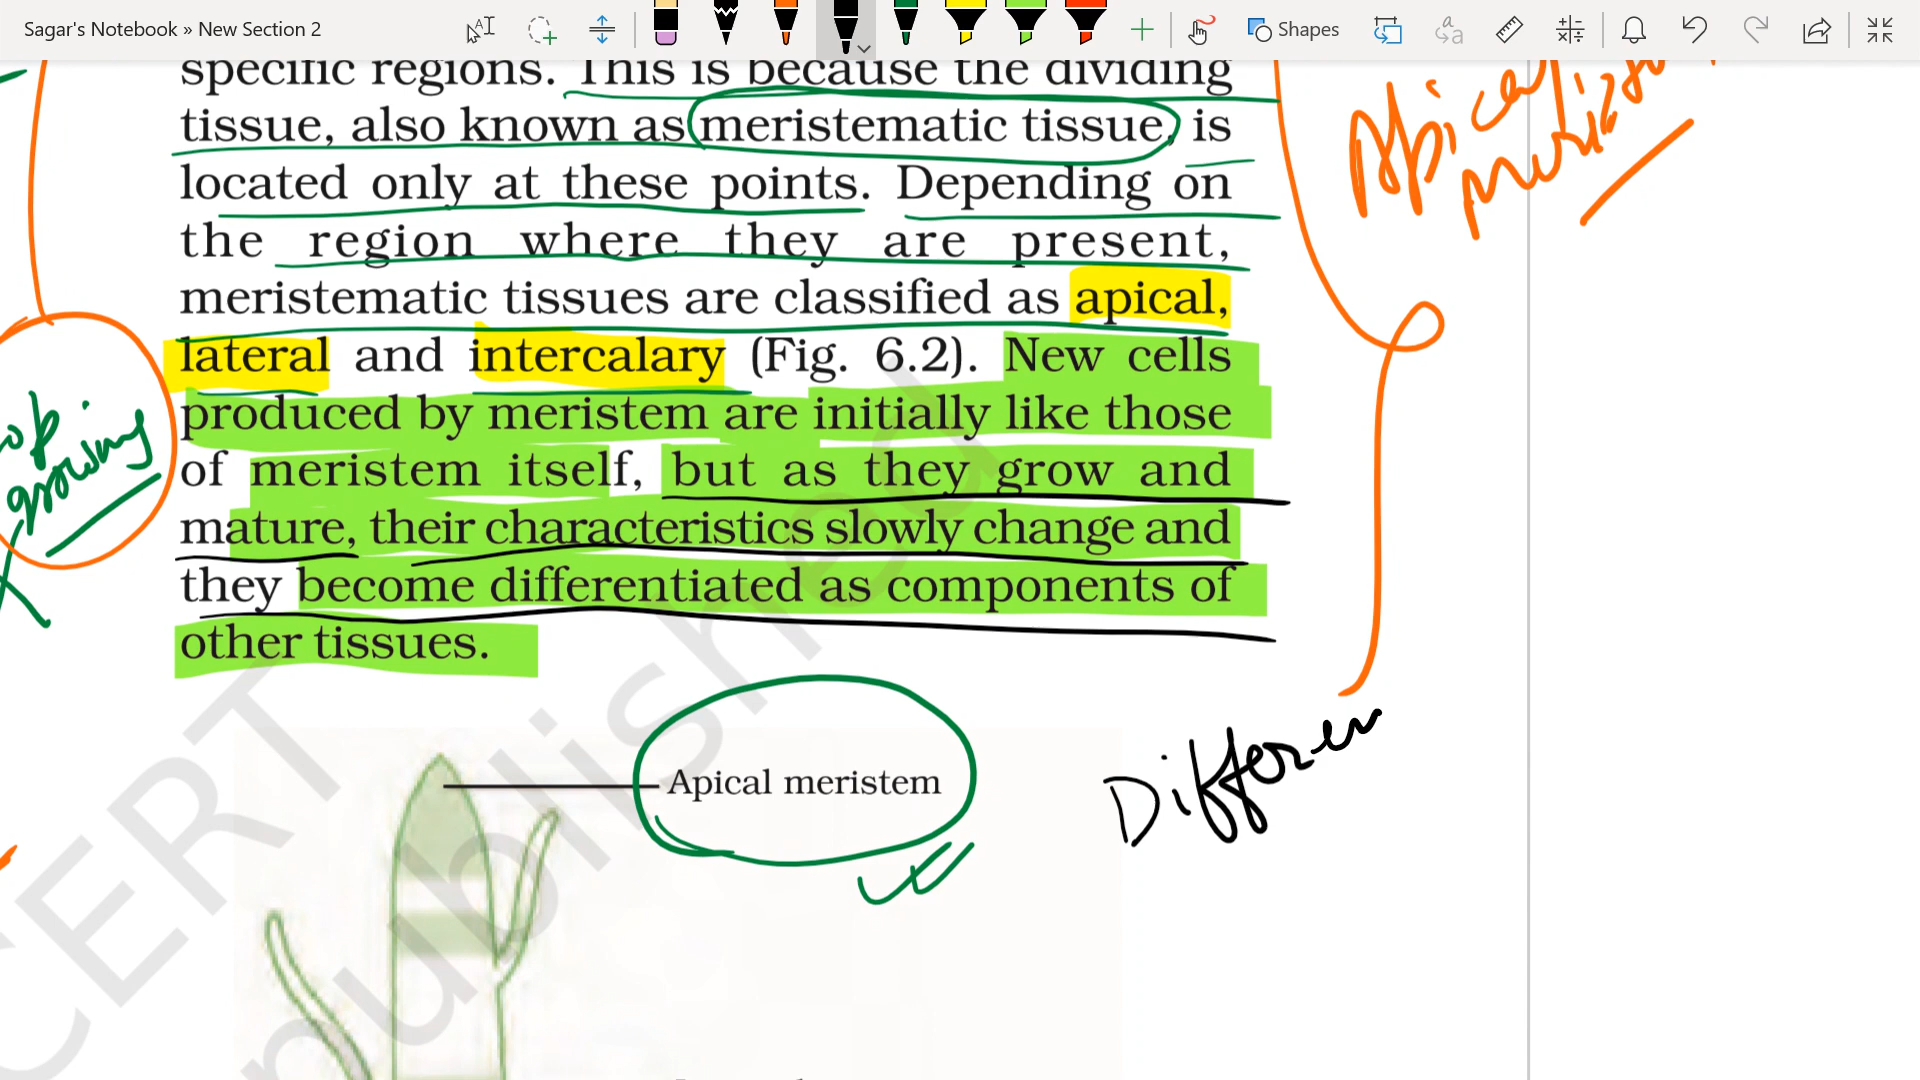 Sagar's Notebook » New Section 2
Shapes
specific regions. This is because the dividing
tissue, also known as meristematic tissue, is
located only at these points. Depending on
the region where they are present,
meristematic tissues are classified as apical,
lateral and intercalary (Fig. 6.2). New cells
produced by meristem are initially like those
of meristem itself, but as they grow and
mature, their characteristics slowly change and
they become differentiated as components of
other tissues.
Apical
growing
Apical meristem
Differen
published